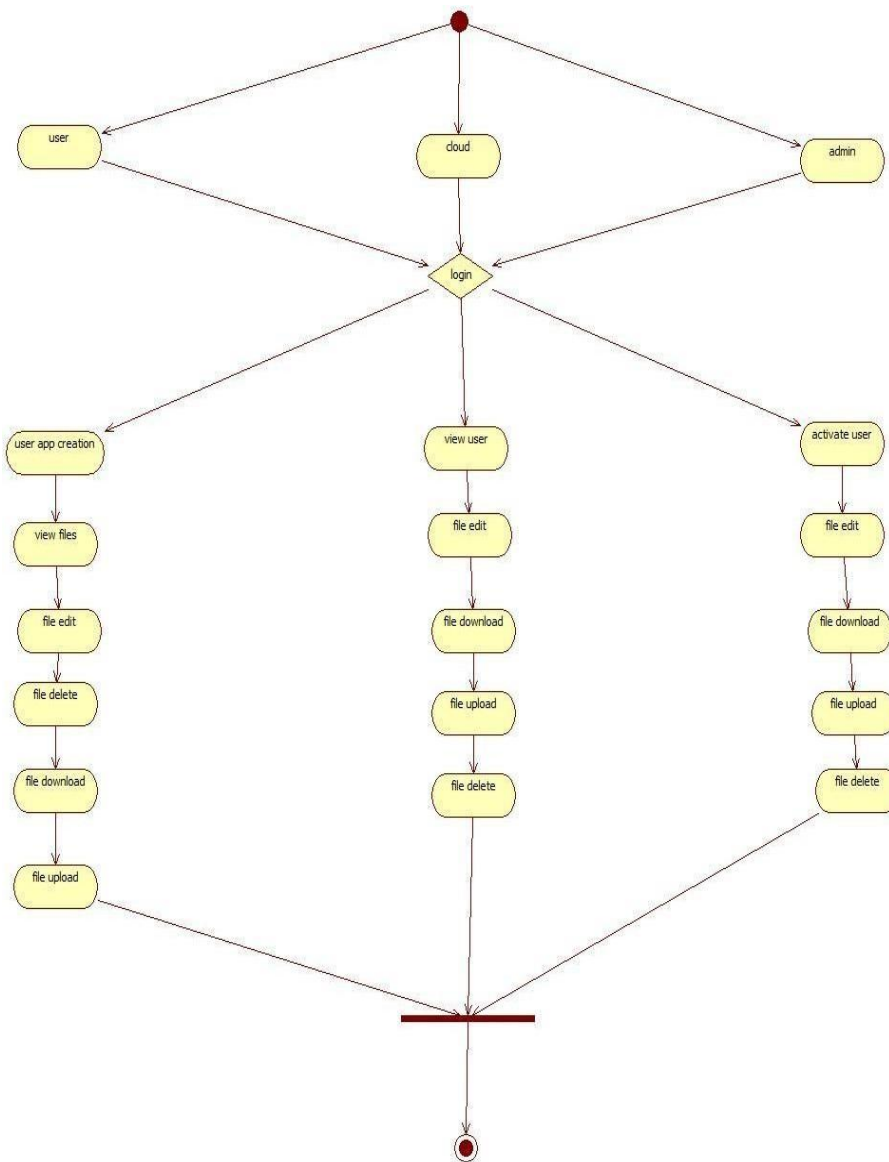 user
cloud
admin
login
user app creation
view user
activate user
view files
file edit
file edit
file edit
file download
file download
file delete
file upload
file upload
file download
file delete
file delete
file upload